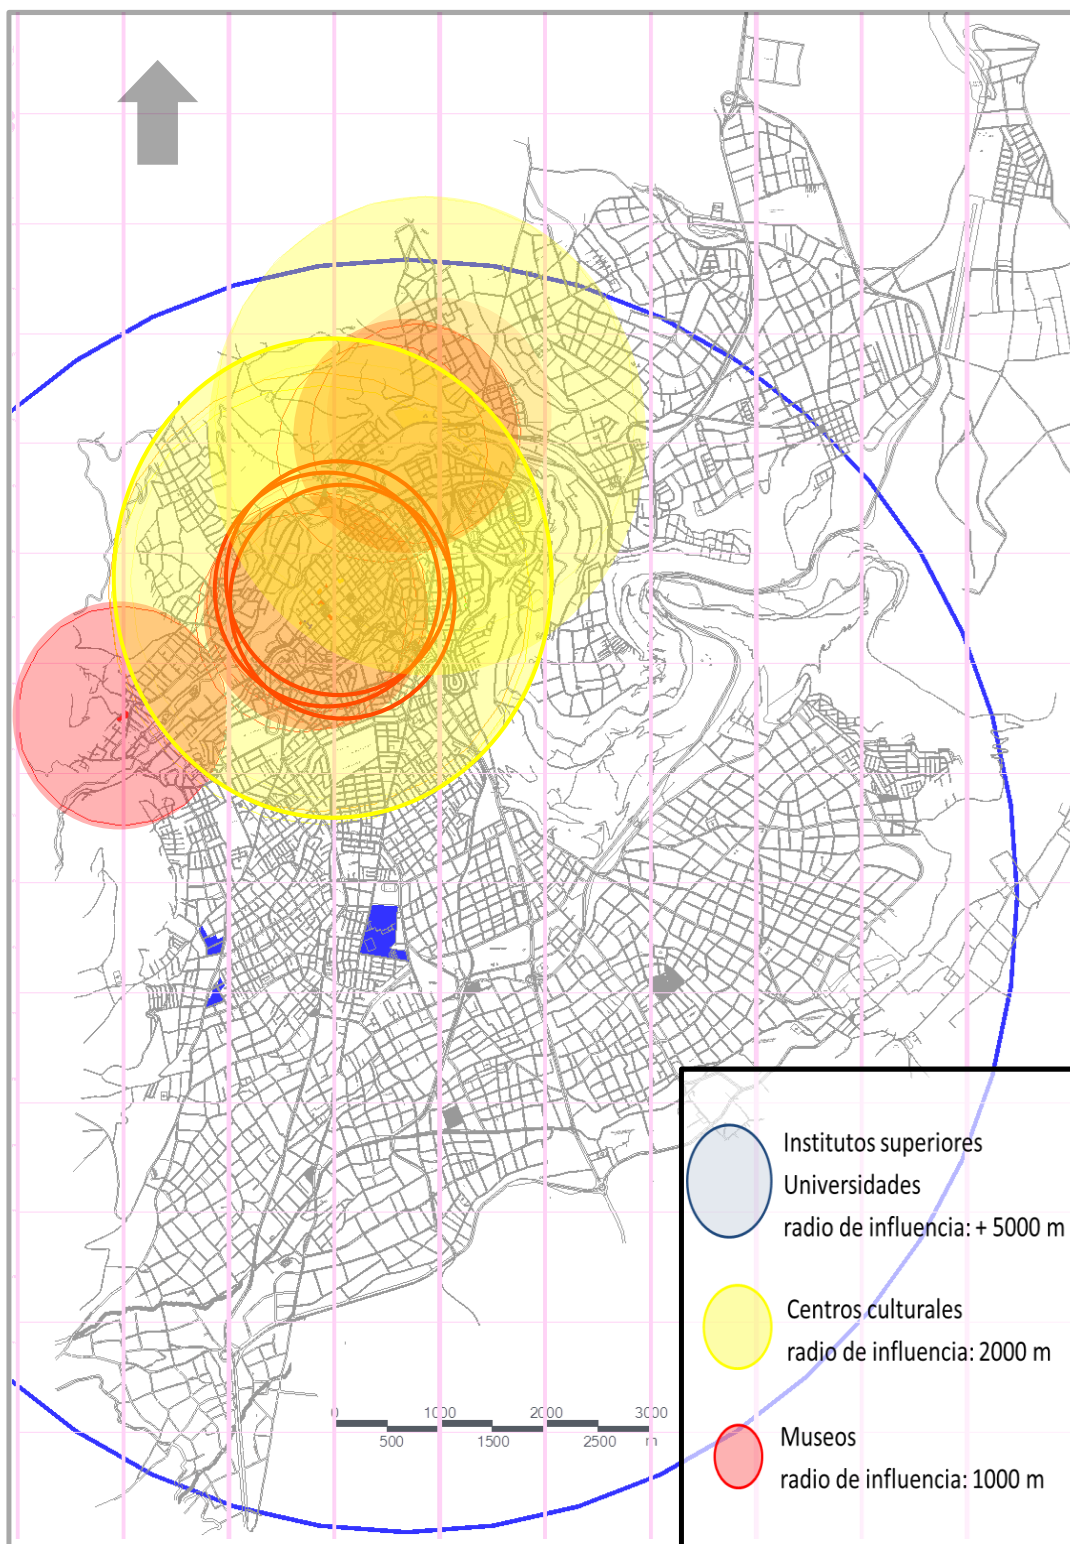 Institutos superiores
Universidades
radio de influencia: + 5000 m
Centros culturales
radio de influencia: 2000 m
Museos
radio de influencia: 1000 m
0 1000 2000 3000
500 1500 2500 m